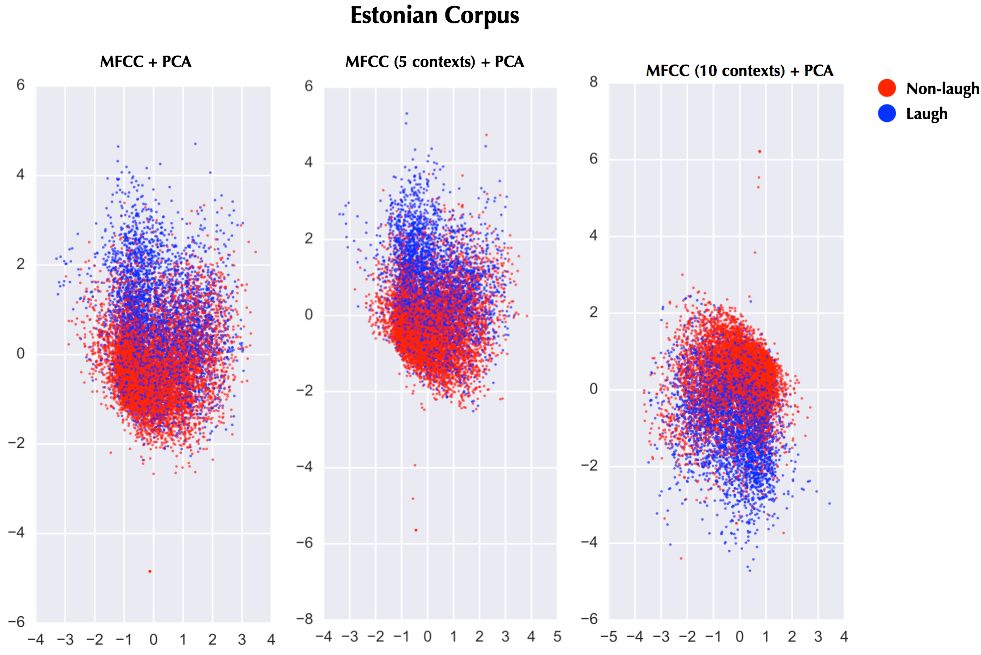 Estonian Corpus
MFCC + PCA
MFCC (5 contexts) + PCA
MFCC (10 contexts) + PCA
Non-laugh
Laugh
6
4
2
0
−2
−4
−6
−4 −3 −2 −1 0 1 2 3 4
6
4
2
0
−2
−4
−6
−8
−4 −3 −2 −1 0 1 2 3 4 5
8
6
4
2
0
−2
−4
−6
−5 −4 −3 −2 −1 0 1 2 3 4